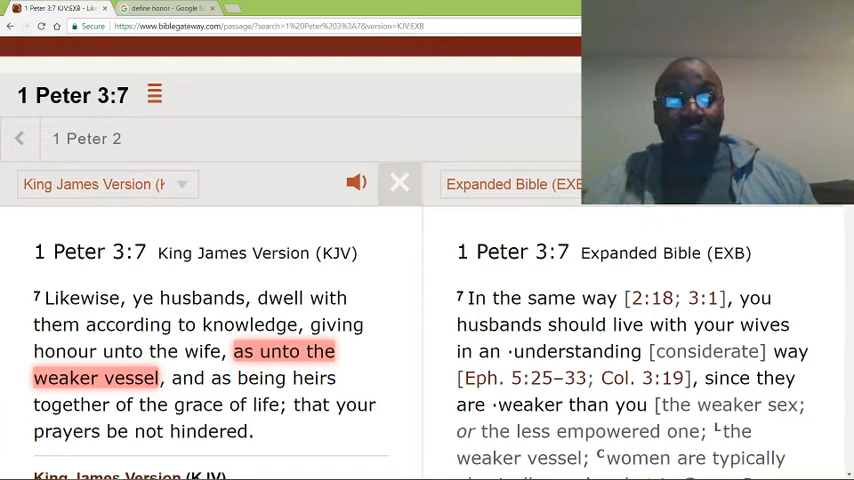 1 Peter 3:7 KJV;EXB - Lik
define honor - Google S
Secure
https://www.biblegateway.com/passage/?search=1%20Peter%203%3A7&version=KJV;EXB
1 Peter 3:7
1 Peter 2
King James Version (K
Expanded Bible (EXB
1 Peter 3:7 King James Version (KJV)
7 Likewise, ye husbands, dwell with
them according to knowledge, giving
honour unto the wife, as unto the
weaker vessel, and as being heirs
together of the grace of life; that your
prayers be not hindered.
King James Version (KJV)
1 Peter 3:7 Expanded Bible (EXB)
7 In the same way [2:18; 3:1], you
husbands should live with your wives
in an ·understanding [considerate] way
[Eph. 5:25–33; Col. 3:19], since they
are ·weaker than you [the weaker sex;
or the less empowered one; L the
weaker vessel; C women are typically